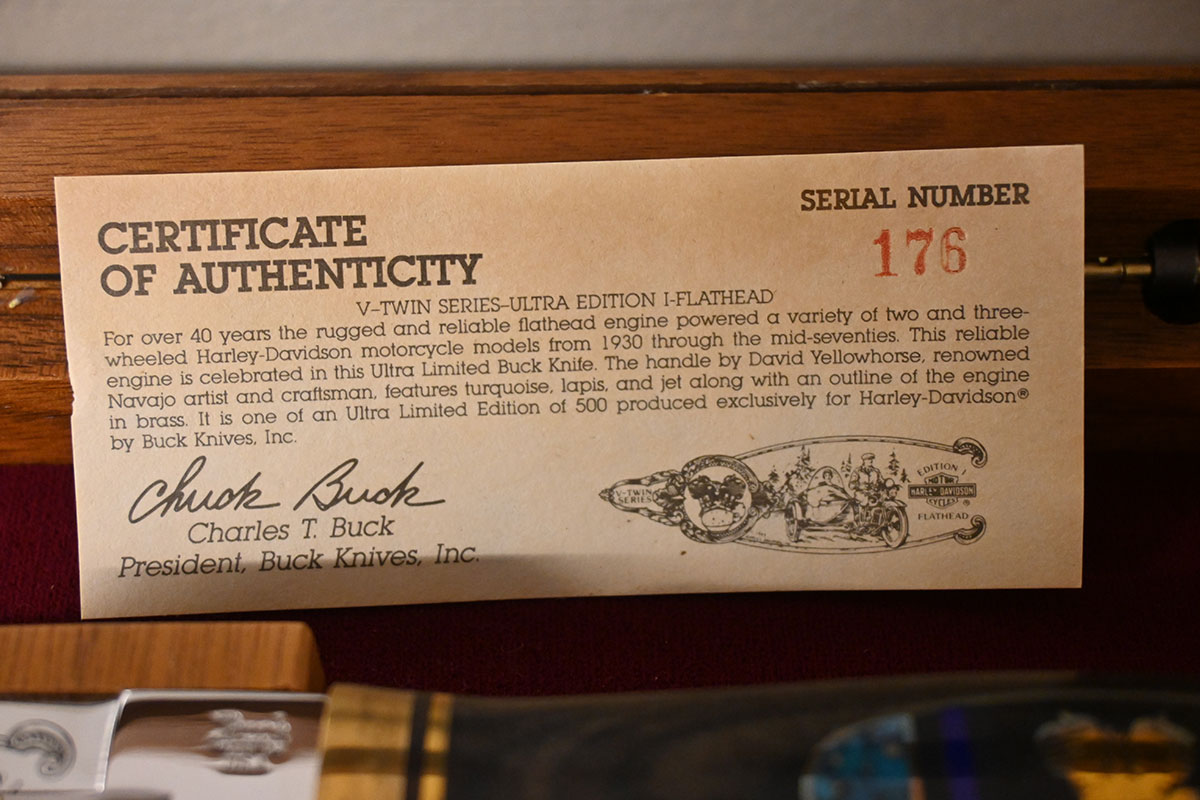 SERIAL NUMBER
176
CERTIFICATE
OF AUTHENTICITY
V-TWIN SERIES-ULTRA EDITION I-FLATHEAD
For over 40 years the rugged and reliable flathead engine powered a variety of two and three-
wheeled Harley-Davidson motorcycle models from 1930 through the mid-seventies. This reliable
engine is celebrated in this Ultra Limited Buck Knife. The handle by David Yellowhorse, renowned
Navajo artist and craftsman, features turquoise, lapis, and jet along with an outline of the engine
in brass. It is one of an Ultra Limited Edition of 500 produced exclusively for Harley-Davidson®
by Buck Knives, Inc.
Chuck Buck
Charles T. Buck
President, Buck Knives, Inc.
V-TWIN
SERIES
EDITION I
MOTOR
HARLEY-DAVIDSON
CYCLES
®
FLATHEAD